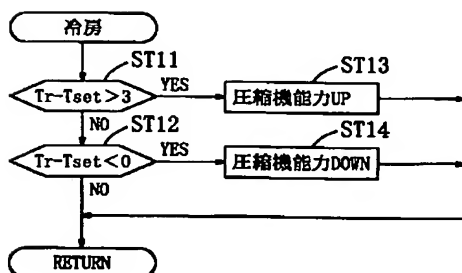 冷房
ST11
Tr-Tset>3
YES
ST13
圧縮機能力UP
NO
ST12
Tr-Tset<0
YES
ST14
圧縮機能力DOWN
NO
RETURN